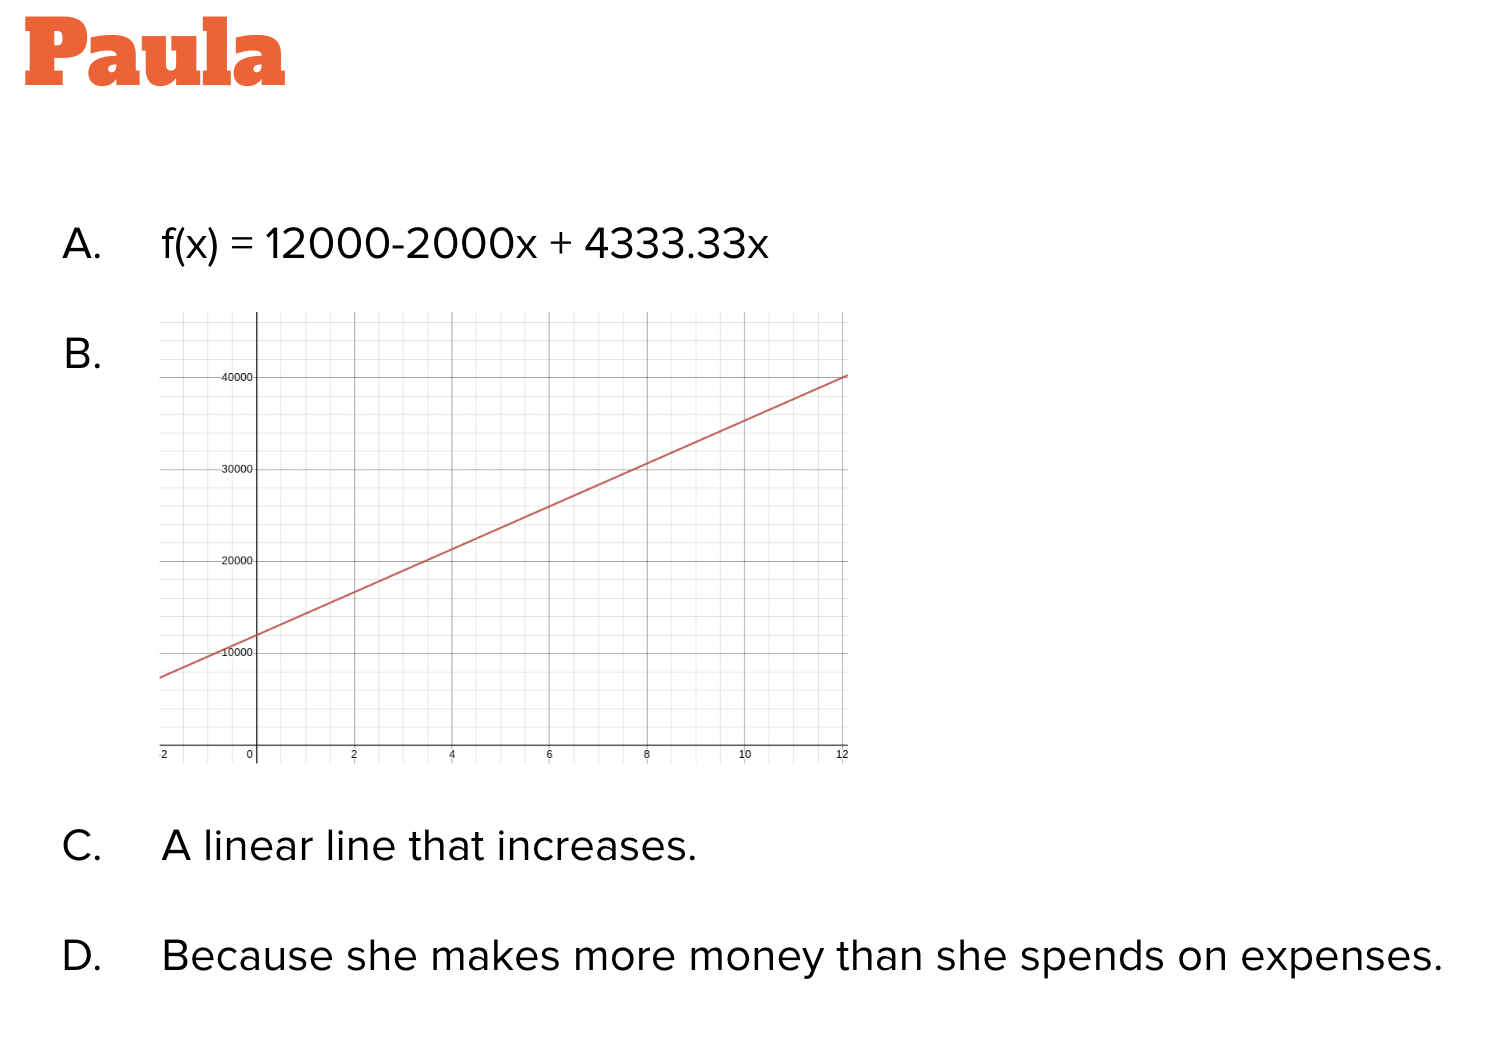 Paula
A. f(x) = 12000-2000x + 4333.33x
B.
40000
30000
20000
10000
2 0 2 4 6 8 10 12
C. A linear line that increases.
D. Because she makes more money than she spends on expenses.